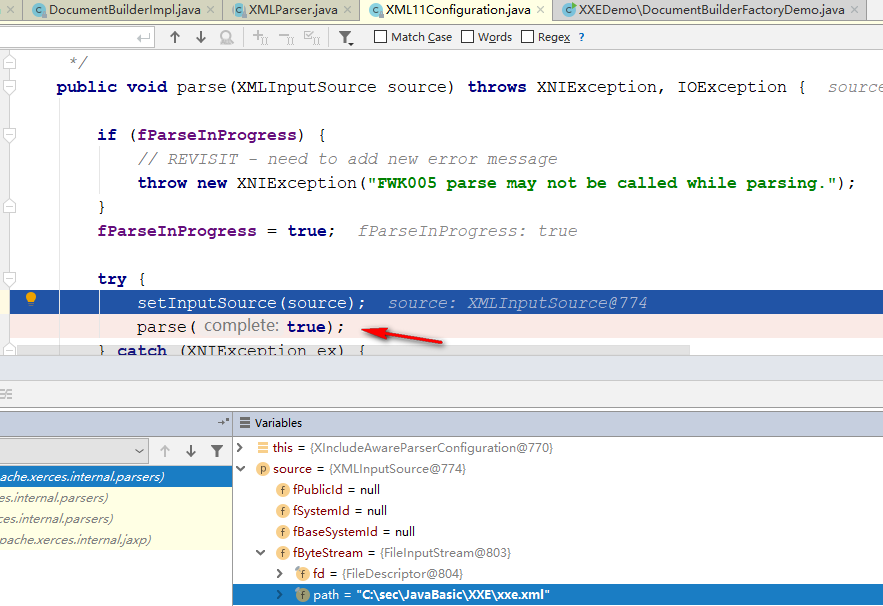 DocumentBuilderImpl.java × XMLParser.java × XML11Configuration.java × XXEDemo\DocumentBuilderFactoryDemo.java ×
Match Case Words Regex ?
*/
public void parse(XMLInputSource source) throws XNIException, IOException { source
if (fParseInProgress) {
// REVISIT - need to add new error message
throw new XNIException("FWK005 parse may not be called while parsing.");
}
fParseInProgress = true; fParseInProgress: true
try {
setInputSource(source); source: XMLInputSource@774
parse( complete: true);
} catch (XNIException ex) {
Variables
this = {XIncludeAwareParserConfiguration@770}
p source = {XMLInputSource@774}
ache.xerces.internal.parsers)
f fPublicId = null
es.internal.parsers)
f fSystemId = null
ces.internal.parsers)
f fBaseSystemId = null
pache.xerces.internal.jaxp)
f fByteStream = {FileInputStream@803}
f fd = {FileDescriptor@804}
f path = "C:\sec\JavaBasic\XXE\xxe.xml"